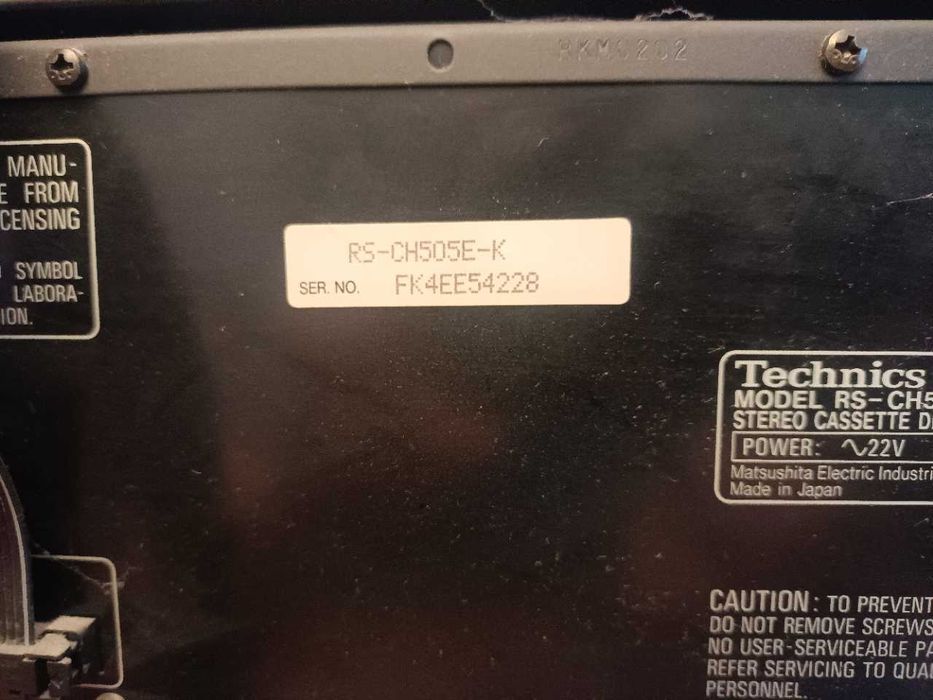 RKM0202
MANU-
E FROM
CENSING
SYMBOL
LABORA-
ION.
RS-CH505E-K
SER. NO. FK4EE54228
Technics
MODEL RS-CH5
STEREO CASSETTE D
POWER: ∿22V
Matsushita Electric Industri
Made in Japan
CAUTION: TO PREVENT
DO NOT REMOVE SCREWS
NO USER-SERVICEABLE PA
REFER SERVICING TO QUA
PERSONNEL.